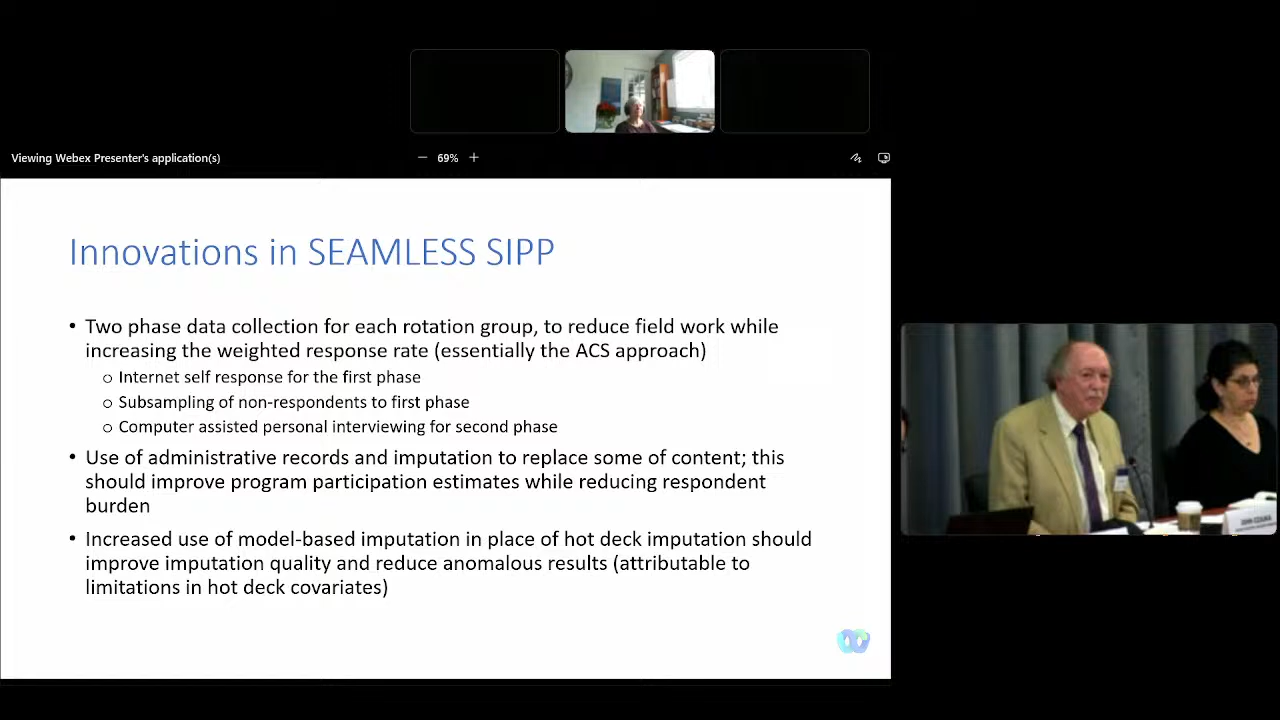 Viewing Webex Presenter's application(s)
69%
Innovations in SEAMLESS SIPP
• Two phase data collection for each rotation group, to reduce field work while
increasing the weighted response rate (essentially the ACS approach)
o Internet self response for the first phase
o Subsampling of non-respondents to first phase
o Computer assisted personal interviewing for second phase
• Use of administrative records and imputation to replace some of content; this
should improve program participation estimates while reducing respondent
burden
• Increased use of model-based imputation in place of hot deck imputation should
improve imputation quality and reduce anomalous results (attributable to
limitations in hot deck covariates)